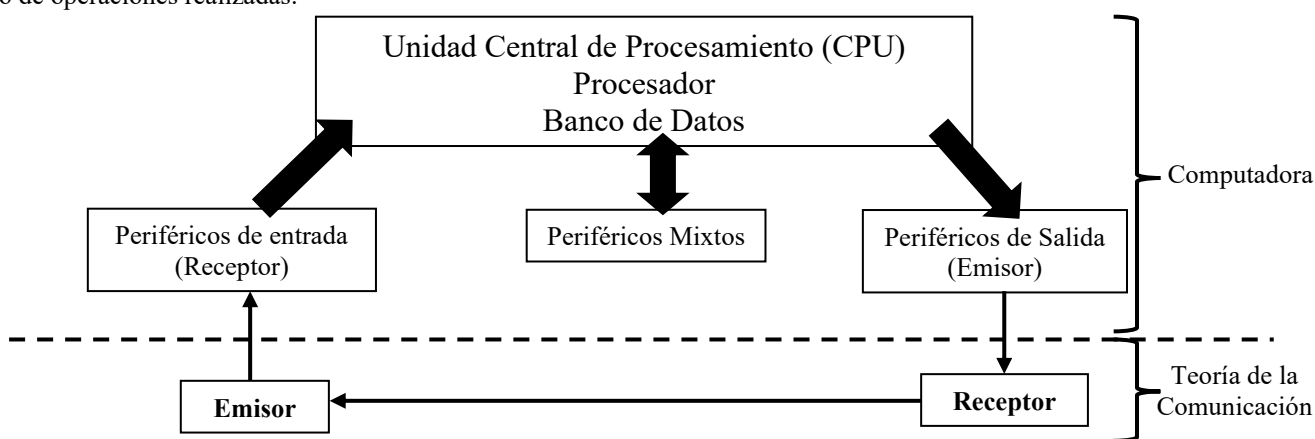 o de operaciones realizadas.
Unidad Central de Procesamiento (CPU)
Procesador
Banco de Datos
Computadora
Periféricos de entrada
(Receptor)
Periféricos Mixtos
Periféricos de Salida
(Emisor)
Emisor
Receptor
Teoría de la
Comunicación